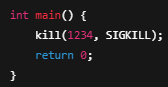 int main() {
    kill(1234, SIGKILL);
    return 0;
}